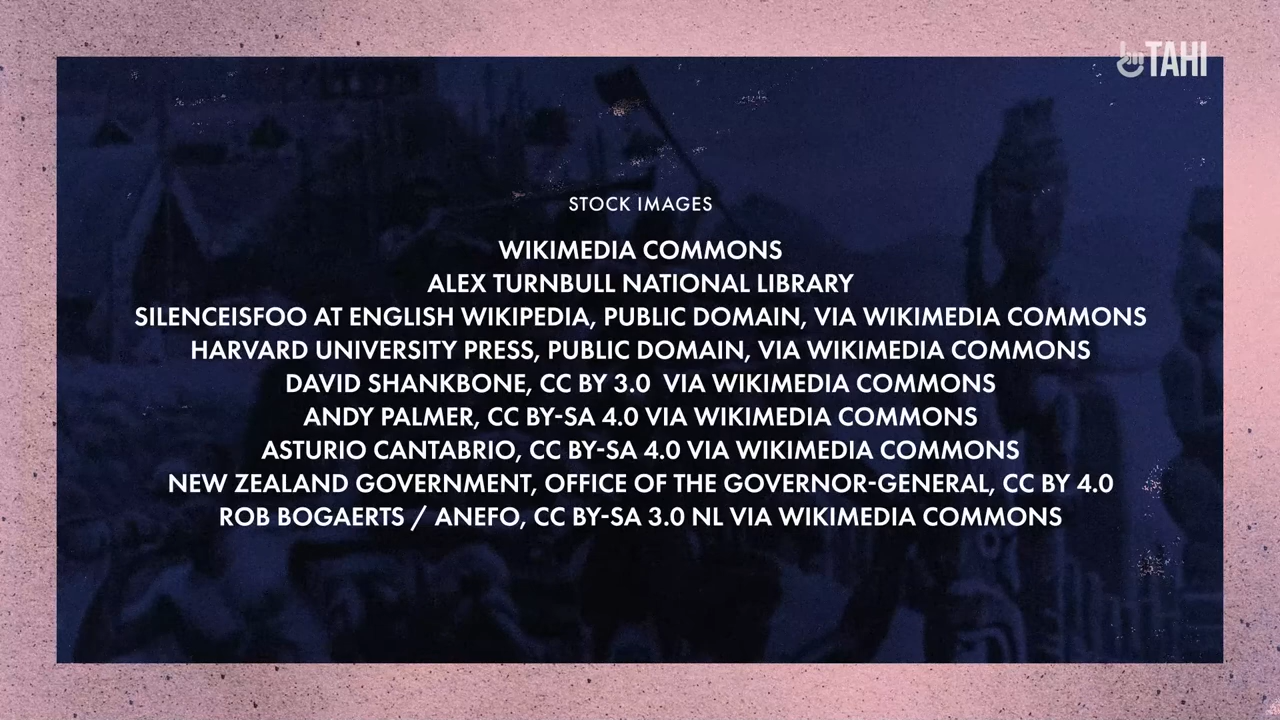 TAHI
STOCK IMAGES
WIKIMEDIA COMMONS
ALEX TURNBULL NATIONAL LIBRARY
SILENCEISFOO AT ENGLISH WIKIPEDIA, PUBLIC DOMAIN, VIA WIKIMEDIA COMMONS
HARVARD UNIVERSITY PRESS, PUBLIC DOMAIN, VIA WIKIMEDIA COMMONS
DAVID SHANKBONE, CC BY 3.0 VIA WIKIMEDIA COMMONS
ANDY PALMER, CC BY-SA 4.0 VIA WIKIMEDIA COMMONS
ASTURIO CANTABRIO, CC BY-SA 4.0 VIA WIKIMEDIA COMMONS
NEW ZEALAND GOVERNMENT, OFFICE OF THE GOVERNOR-GENERAL, CC BY 4.0
ROB BOGAERTS / ANEFO, CC BY-SA 3.0 NL VIA WIKIMEDIA COMMONS